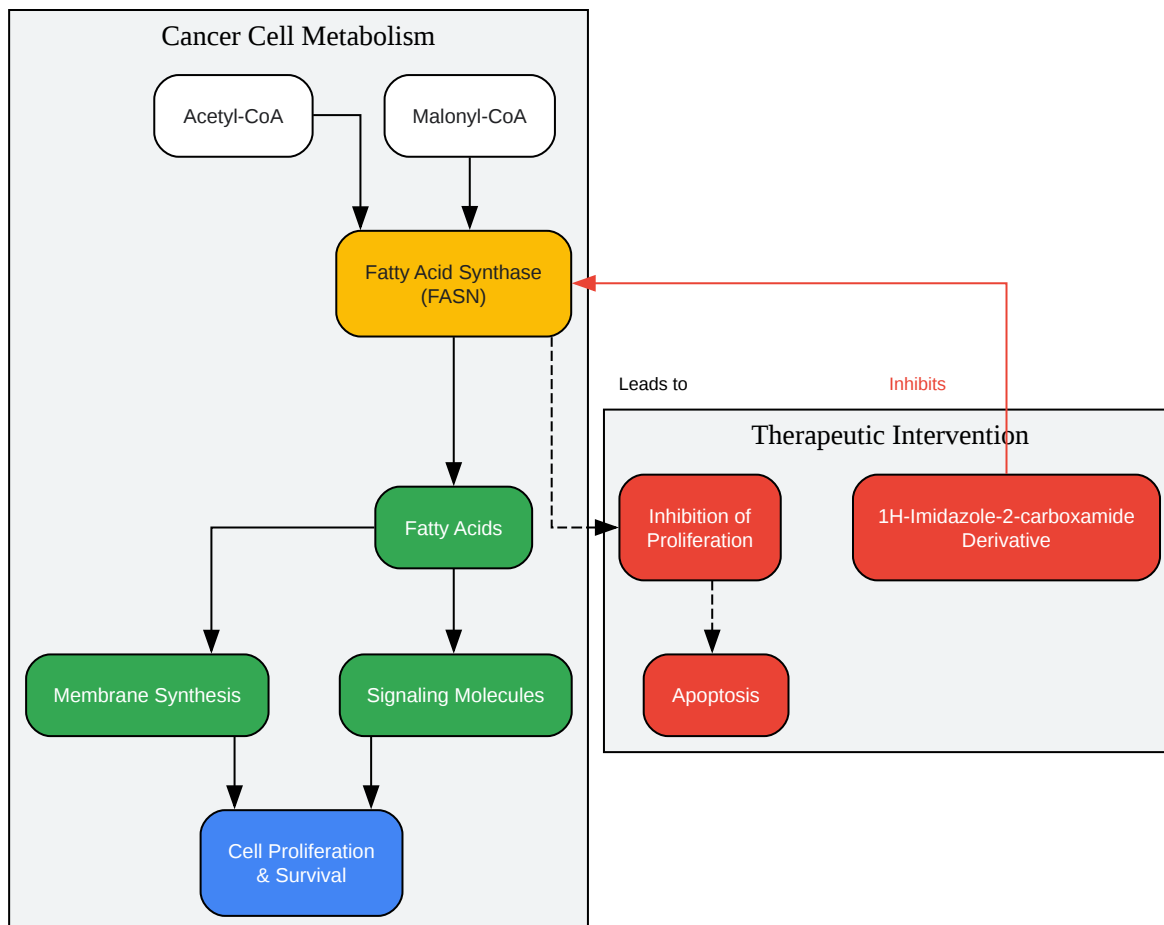 Cancer Cell Metabolism
Acetyl-CoA
Malonyl-CoA
Fatty Acid Synthase
(FASN)
Leads to
Inhibits
Therapeutic Intervention
Fatty Acids
Inhibition of
Proliferation
1H-Imidazole-2-carboxamide
Derivative
Membrane Synthesis
Signaling Molecules
Apoptosis
Cell Proliferation
& Survival